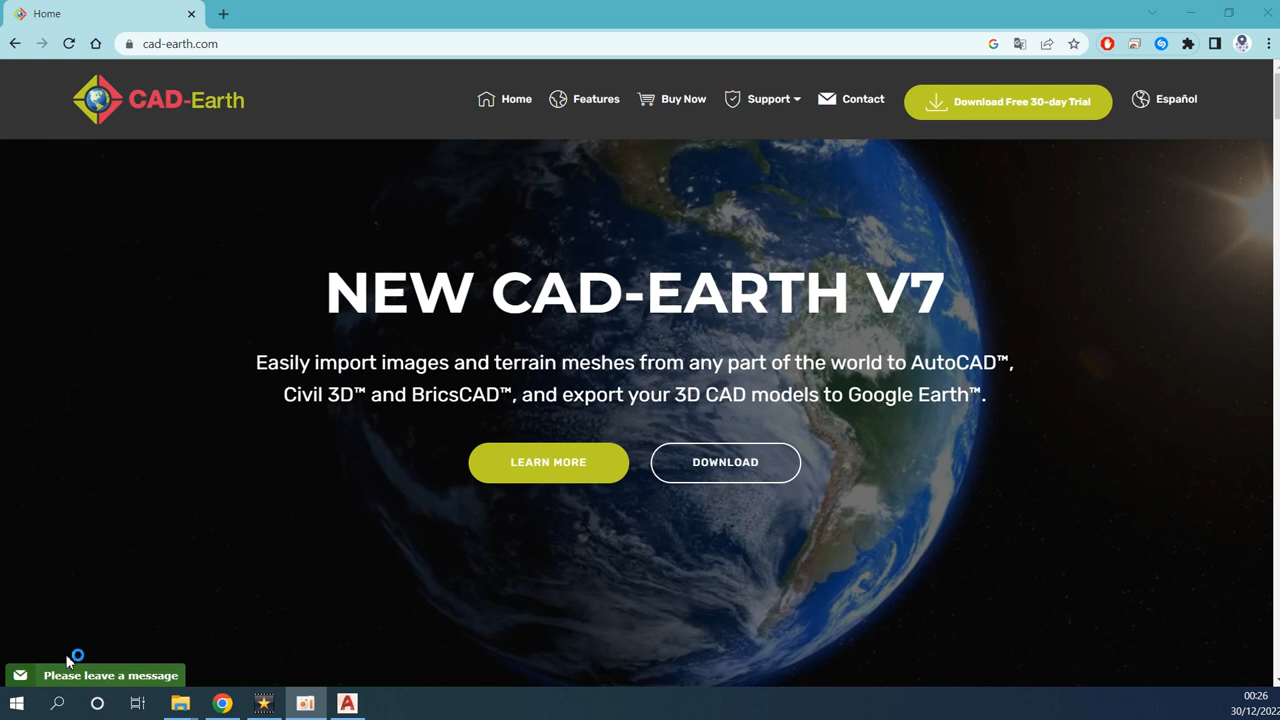 Home
cad-earth.com
CAD-Earth
Home
Features
Buy Now
Support
Contact
Download Free 30-day Trial
Español
NEW CAD-EARTH V7
Easily import images and terrain meshes from any part of the world to AutoCAD™,
Civil 3D™ and BricsCAD™, and export your 3D CAD models to Google Earth™.
LEARN MORE
DOWNLOAD
Please leave a message
00:26
30/12/202